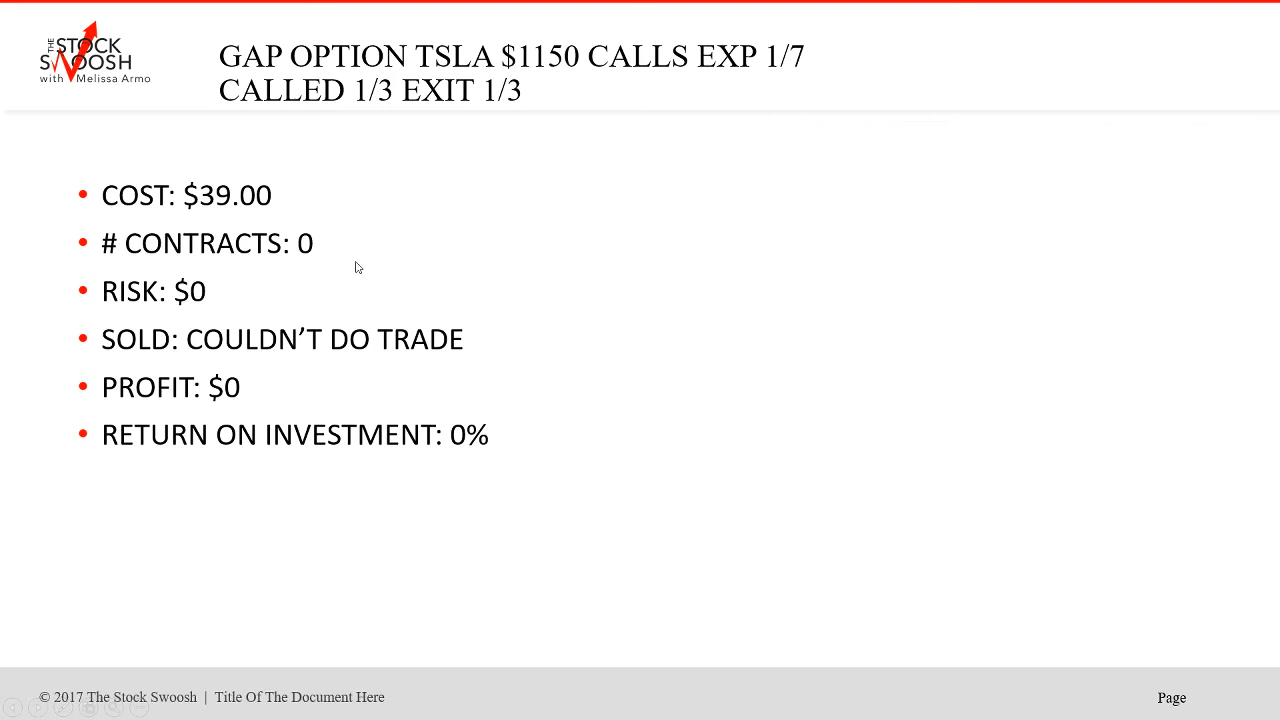 THE
STOCK
SWOOSH
with Melissa Armo
GAP OPTION TSLA $1150 CALLS EXP 1/7
CALLED 1/3 EXIT 1/3
• COST: $39.00
• # CONTRACTS: 0
• RISK: $0
• SOLD: COULDN’T DO TRADE
• PROFIT: $0
• RETURN ON INVESTMENT: 0%
© 2017 The Stock Swoosh | Title Of The Document Here
Page